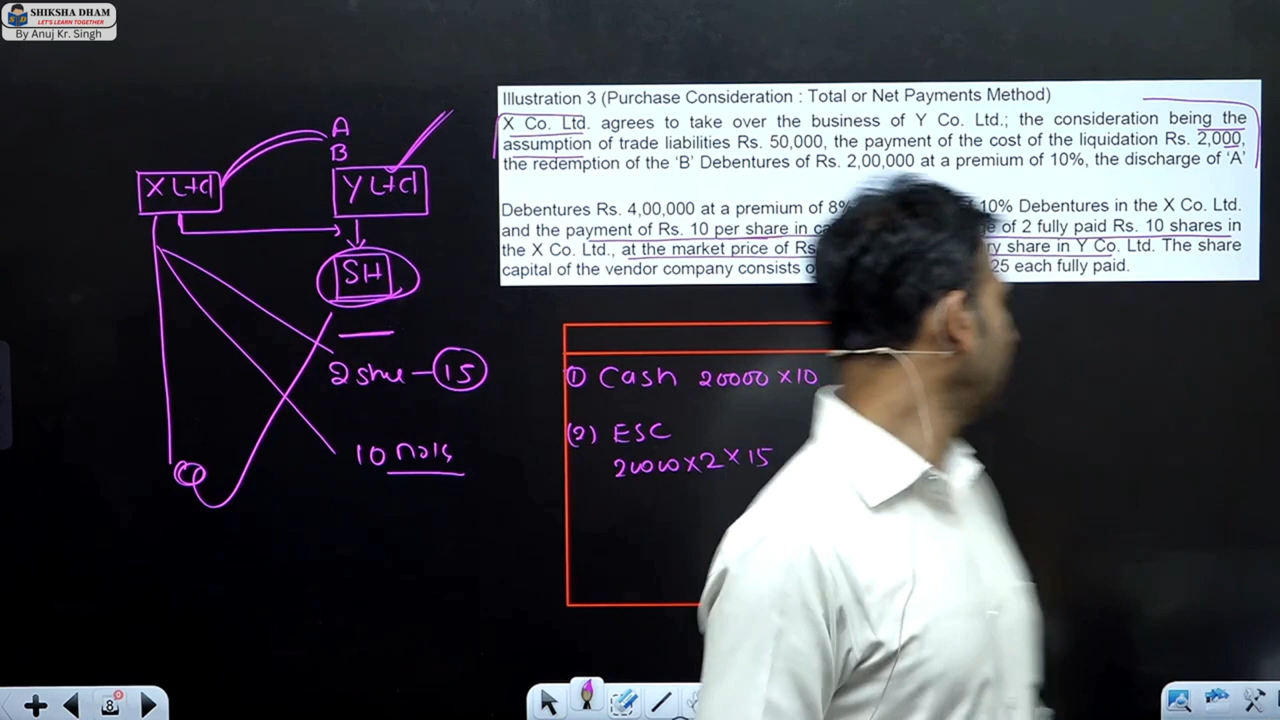 SHIKSHA DHAM
LET'S LEARN TOGETHER
By Anuj Kr. Singh
Illustration 3 (Purchase Consideration : Total or Net Payments Method)
X Co. Ltd. agrees to take over the business of Y Co. Ltd.; the consideration being the
assumption of trade liabilities Rs. 50,000, the payment of the cost of the liquidation Rs. 2,000,
the redemption of the 'B' Debentures of Rs. 2,00,000 at a premium of 10%, the discharge of 'A'
Debentures Rs. 4,00,000 at a premium of 8% 10% Debentures in the X Co. Ltd.
and the payment of Rs. 10 per share in of 2 fully paid Rs. 10 shares in
the X Co. Ltd., at the market price of Rs share in Y Co. Ltd. The share
capital of the vendor company consists 25 each fully paid.
A
B
X Ltd
Y Ltd
SH
2 share - 15
① Cash 20000 × 10
(2) ESC
20000 × 2 × 15
8